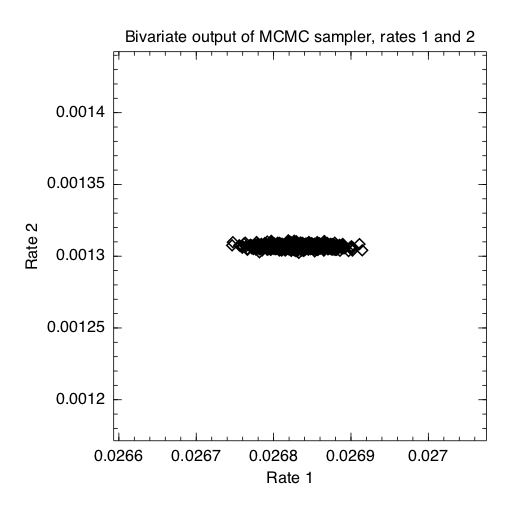 Bivariate output of MCMC sampler, rates 1 and 2
0.0014
0.00135
0.0013
0.00125
0.0012
Rate 2
0.0266 0.0267 0.0268 0.0269 0.027
Rate 1